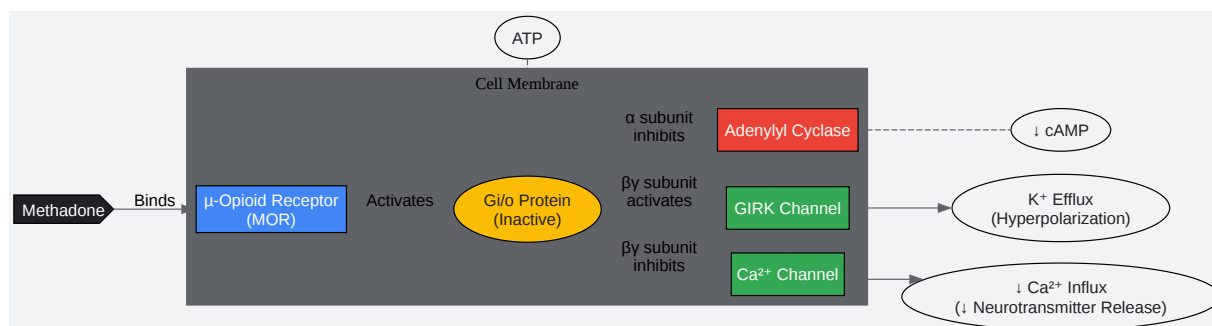 ATP
Cell Membrane
α subunit
inhibits
Adenylyl Cyclase
↓ cAMP
Methadone
Binds
µ-Opioid Receptor
(MOR)
Activates
Gi/o Protein
(Inactive)
βγ subunit
activates
GIRK Channel
K⁺ Efflux
(Hyperpolarization)
βγ subunit
inhibits
Ca²⁺ Channel
↓ Ca²⁺ Influx
(↓ Neurotransmitter Release)